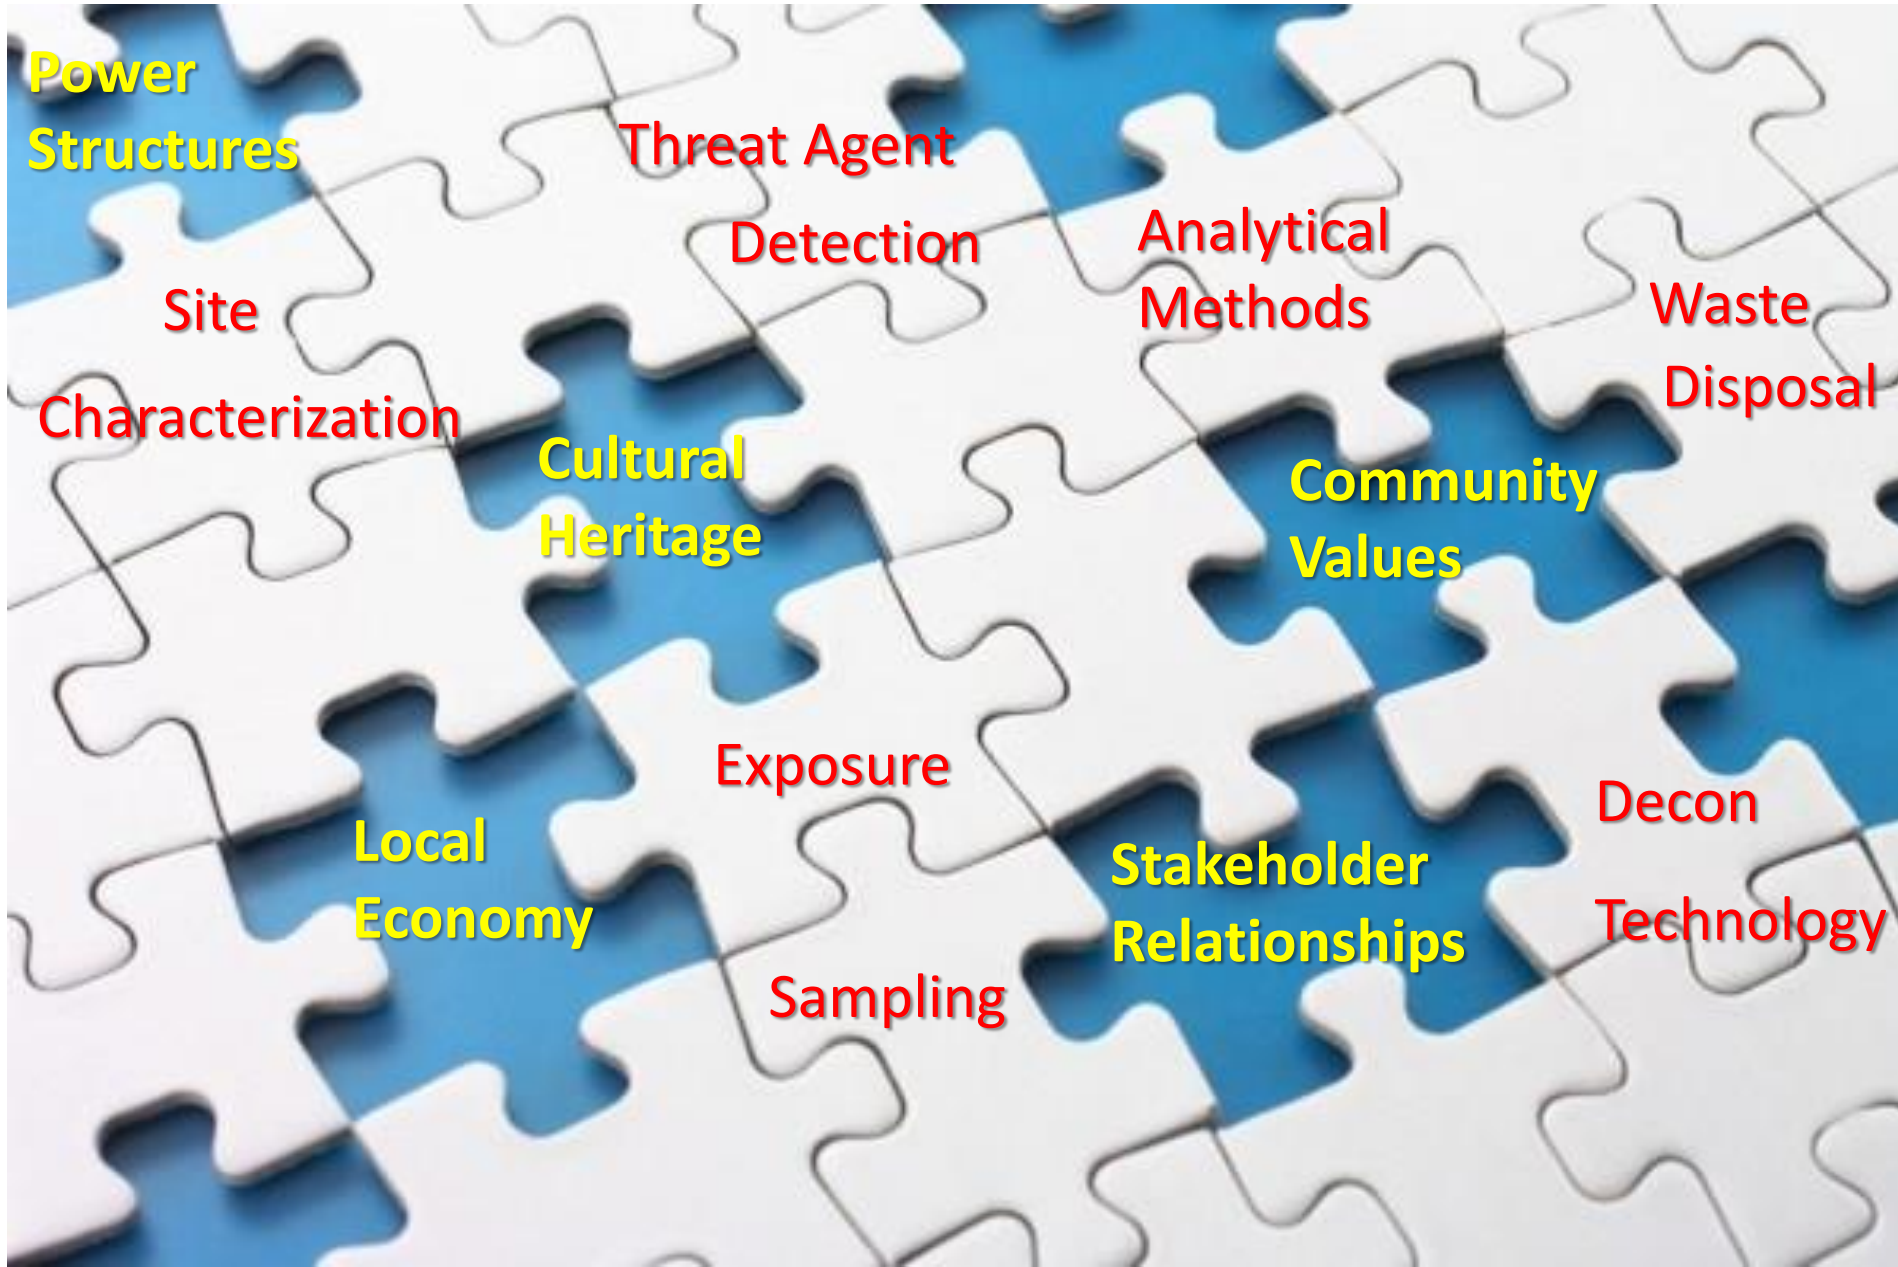 Power
Structures
Threat Agent
Detection
Analytical
Methods
Site
Characterization
Waste
Disposal
Cultural
Heritage
Community
Values
Exposure
Decon
Technology
Local
Economy
Stakeholder
Relationships
Sampling